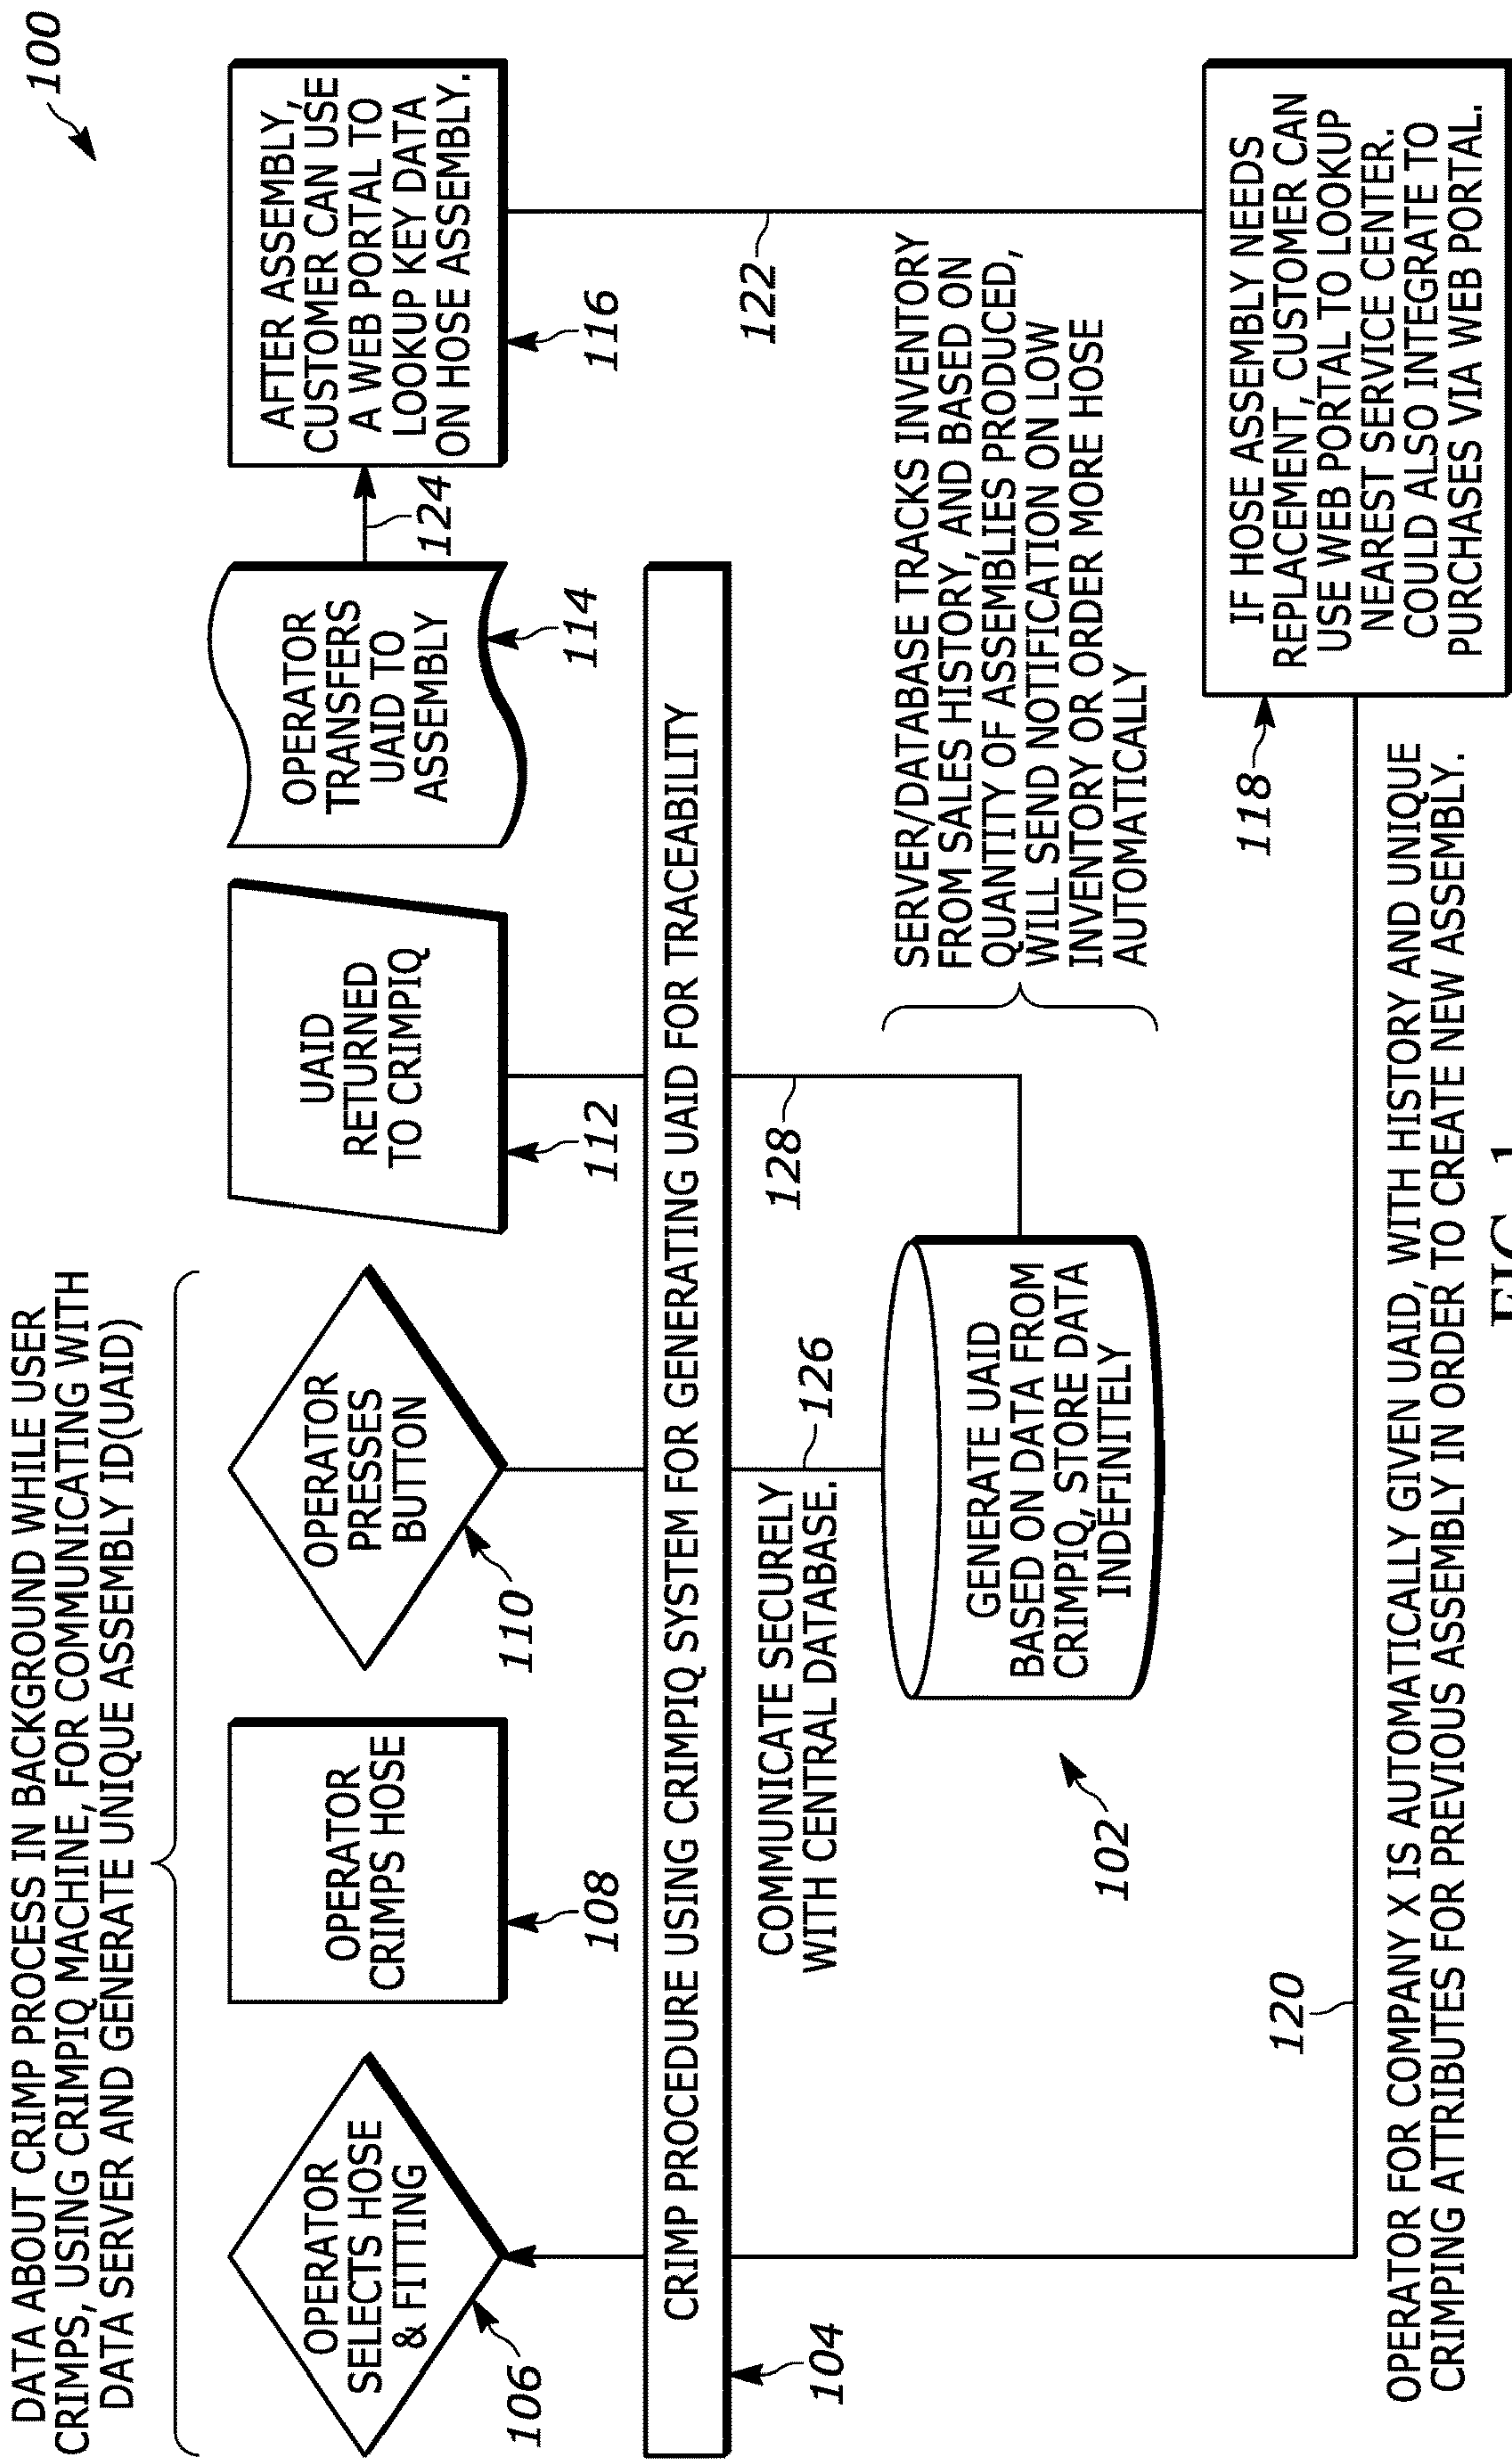 100
DATA ABOUT CRIMP PROCESS IN BACKGROUND WHILE USER
CRIMPS, USING CRIMPIQ MACHINE, FOR COMMUNICATING WITH
DATA SERVER AND GENERATE UNIQUE ASSEMBLY ID(UAID)
OPERATOR
SELECTS HOSE
& FITTING
106
OPERATOR
CRIMPS HOSE
108
OPERATOR
PRESSES
BUTTON
110
UAID
RETURNED
TO CRIMPIQ
112
OPERATOR
TRANSFERS
UAID TO
ASSEMBLY
114
124
AFTER ASSEMBLY,
CUSTOMER CAN USE
A WEB PORTAL TO
LOOKUP KEY DATA
ON HOSE ASSEMBLY.
116
CRIMP PROCEDURE USING CRIMPIQ SYSTEM FOR GENERATING UAID FOR TRACEABILITY
104
COMMUNICATE SECURELY
WITH CENTRAL DATABASE.
126
128
122
GENERATE UAID
BASED ON DATA FROM
CRIMPIQ, STORE DATA
INDEFINITELY
102
SERVER/DATABASE TRACKS INVENTORY
FROM SALES HISTORY, AND BASED ON
QUANTITY OF ASSEMBLIES PRODUCED,
WILL SEND NOTIFICATION ON LOW
INVENTORY OR ORDER MORE HOSE
AUTOMATICALLY
IF HOSE ASSEMBLY NEEDS
REPLACEMENT, CUSTOMER CAN
USE WEB PORTAL TO LOOKUP
NEAREST SERVICE CENTER.
COULD ALSO INTEGRATE TO
PURCHASES VIA WEB PORTAL.
118
120
OPERATOR FOR COMPANY X IS AUTOMATICALLY GIVEN UAID, WITH HISTORY AND UNIQUE
CRIMPING ATTRIBUTES FOR PREVIOUS ASSEMBLY IN ORDER TO CREATE NEW ASSEMBLY.
FIG. 1